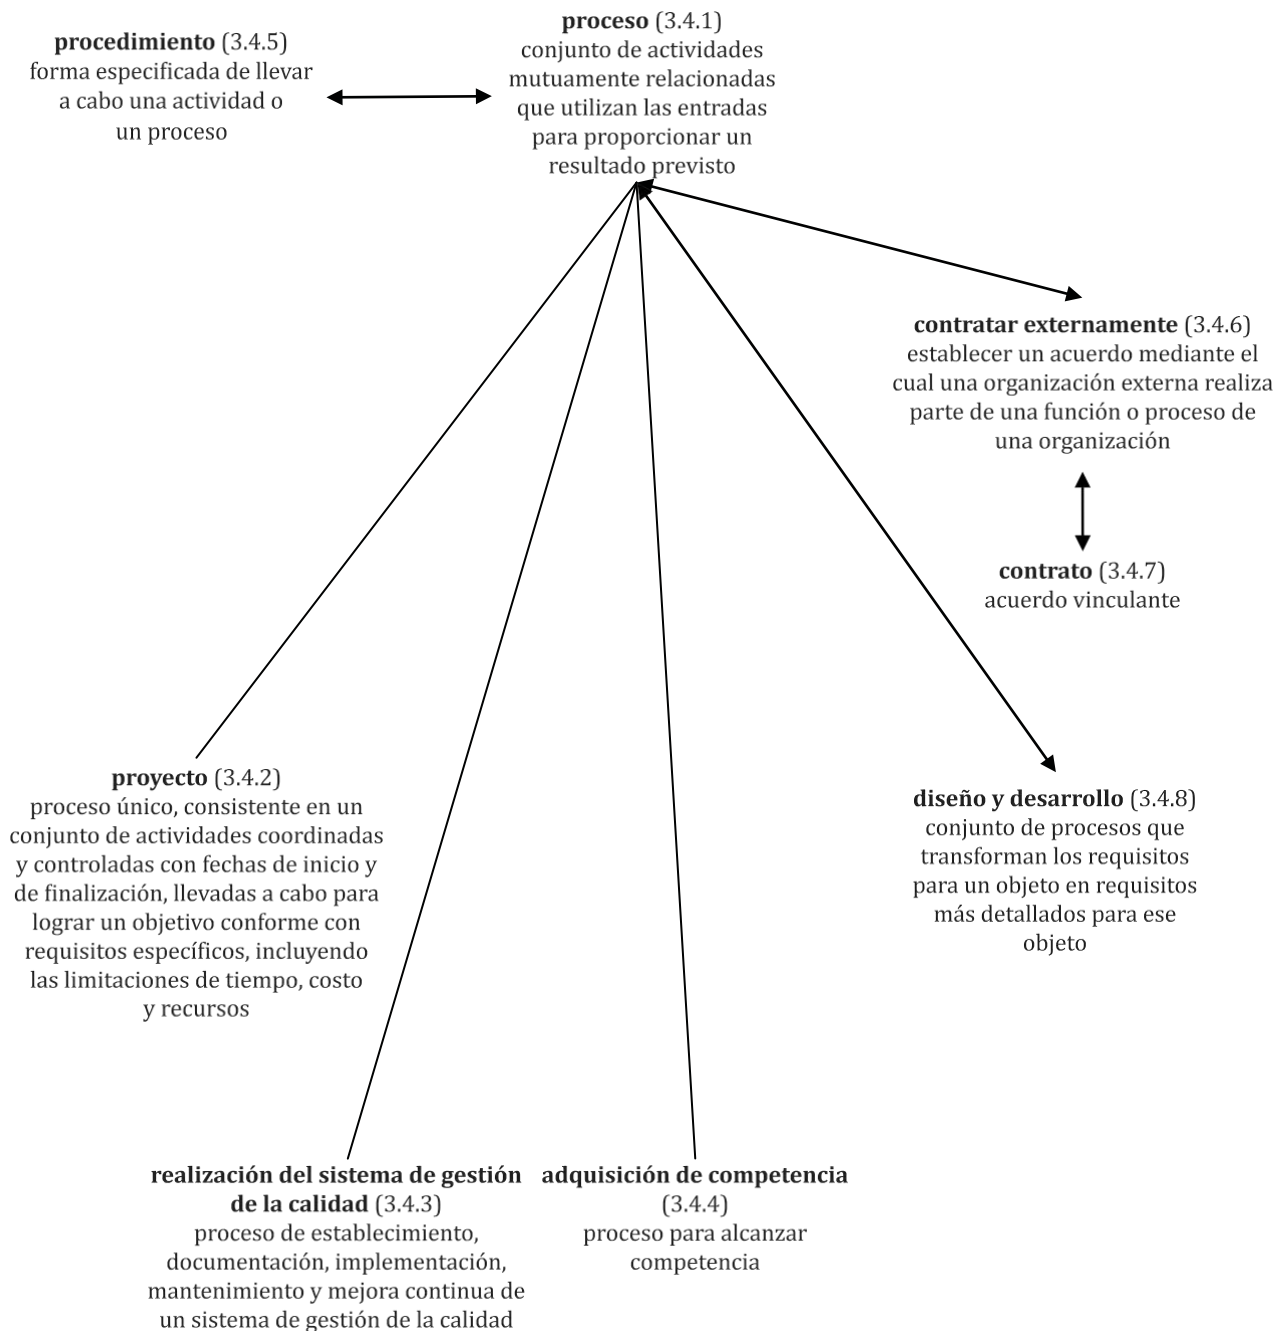 procedimiento (3.4.5)
forma especificada de llevar
a cabo una actividad o
un proceso
proceso (3.4.1)
conjunto de actividades
mutuamente relacionadas
que utilizan las entradas
para proporcionar un
resultado previsto
contratar externamente (3.4.6)
establecer un acuerdo mediante el
cual una organización externa realiza
parte de una función o proceso de
una organización
contrato (3.4.7)
acuerdo vinculante
proyecto (3.4.2)
proceso único, consistente en un
conjunto de actividades coordinadas
y controladas con fechas de inicio y
de finalización, llevadas a cabo para
lograr un objetivo conforme con
requisitos específicos, incluyendo
las limitaciones de tiempo, costo
y recursos
diseño y desarrollo (3.4.8)
conjunto de procesos que
transforman los requisitos
para un objeto en requisitos
más detallados para ese
objeto
realización del sistema de gestión
de la calidad (3.4.3)
proceso de establecimiento,
documentación, implementación,
mantenimiento y mejora continua de
un sistema de gestión de la calidad
adquisición de competencia
(3.4.4)
proceso para alcanzar
competencia